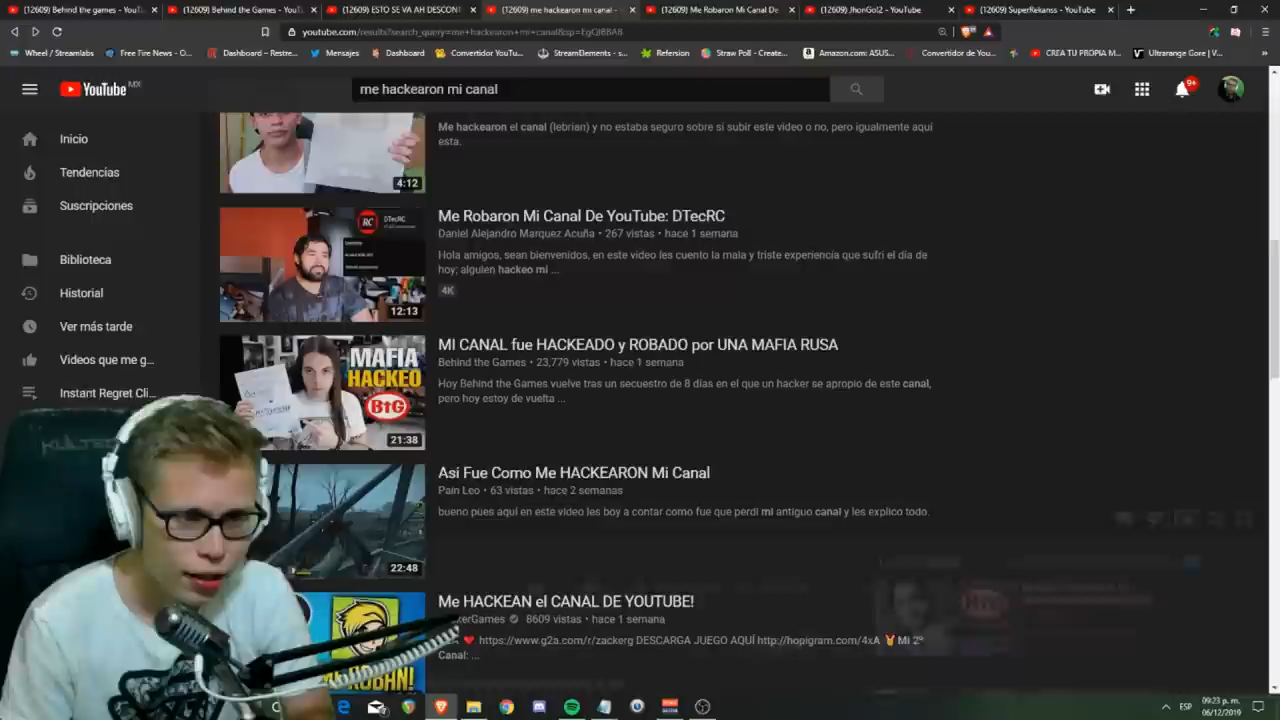 (12609) Behind the games - YouT
(12609) Behind the Games - YouT
(12609) ESTO SE VA AH DESCONT
(12609) me hackearon mi canal -
(12609) Me Robaron Mi Canal De
(12609) JhonGol2 - YouTube
(12609) SuperRekanss - YouTube
youtube.com/results?search_query=me+hackearon+mi+canal&sp=EgQIBBAB
Wheel / Streamlabs
Free Fire News - O...
Dashboard – Restre...
Mensajes
Dashboard
Convertidor YouTu...
StreamElements - ...
Refersion
Straw Poll - Create...
Amazon.com: ASUS...
Convertidor de You...
CREA TU PROPIA M
Ultrarange Gore | V...
YouTube MX
me hackearon mi canal
9+
Inicio
Tendencias
Suscripciones
Biblioteca
Historial
Ver más tarde
Videos que me g...
Instant Regret Cli...
Me hackearon el canal (lebrian) y no estaba seguro sobre si subir este video o no, pero igualmente aqui
esta.
4:12
Me Robaron Mi Canal De YouTube: DTecRC
Daniel Alejandro Marquez Acuña • 267 vistas • hace 1 semana
Hola amigos, sean bienvenidos, en este video les cuento la mala y triste experiencia que sufri el día de
hoy; alguien hackeo mi ...
4K
RC
DTecRC
12:13
MI CANAL fue HACKEADO y ROBADO por UNA MAFIA RUSA
Behind the Games • 23,779 vistas • hace 1 semana
Hoy Behind the Games vuelve tras un secuestro de 8 días en el que un hacker se apropio de este canal,
pero hoy estoy de vuelta ...
MAFIA
HACKEO
BtG
21:38
Asi Fue Como Me HACKEARON Mi Canal
Pain Leo • 63 vistas • hace 2 semanas
bueno pues aquí en este video les boy a contar como fue que perdí mi antiguo canal y les explico todo.
22:48
Me HACKEAN el CANAL DE YOUTUBE!
kerGames 8609 vistas • hace 1 semana
https://www.g2a.com/r/zackerg DESCARGA JUEGO AQUÍ http://hopigram.com/4xA Mi 2º
Canal: ...
ROBAN!
ESP
09:23 p. m.
06/12/2019